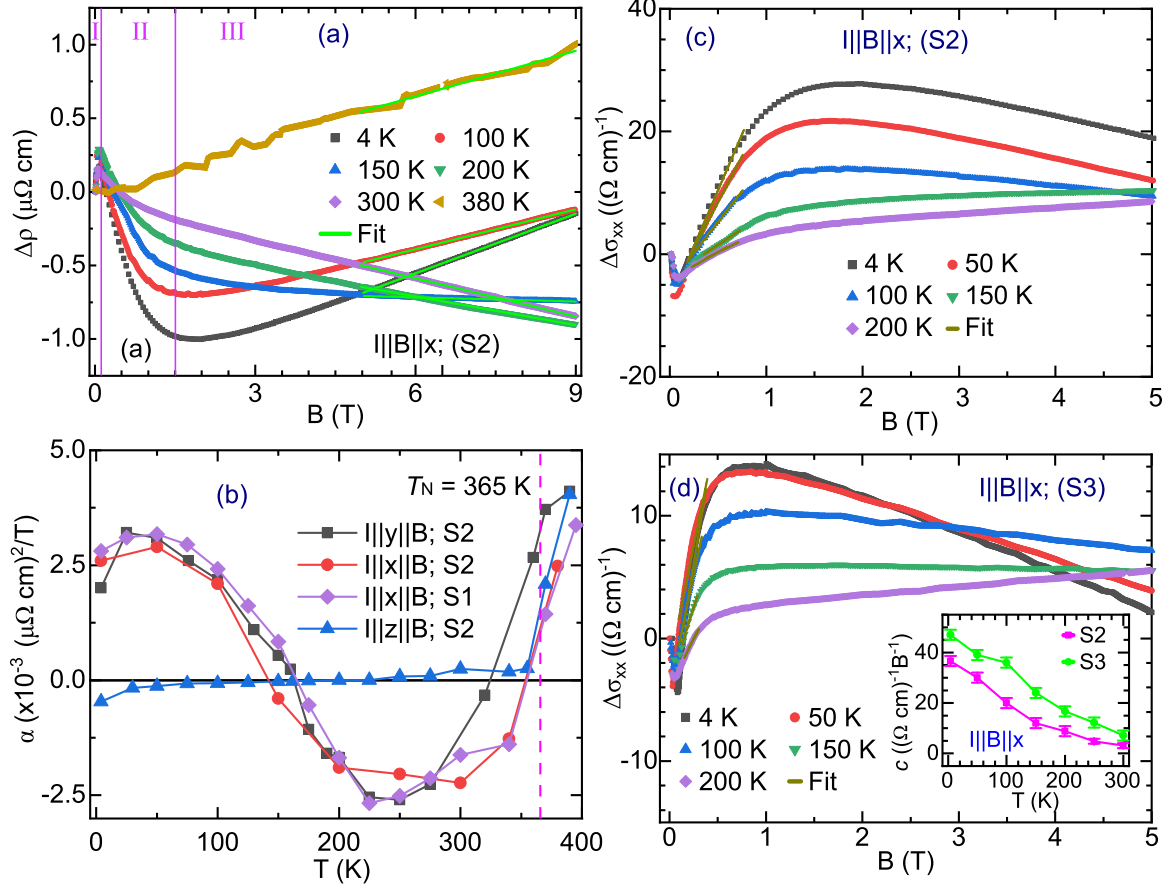 I II III (a)
1.0
0.5
0.0
-0.5
-1.0
Δρ (μΩ cm)
4 K 100 K
150 K 200 K
300 K 380 K
Fit
(a) I||B||x; (S2)
0 3 6 9
B (T)
(c) I||B||x; (S2)
20
0
-20
Δσxx ((Ω cm)⁻¹)
4 K 50 K
100 K 150 K
200 K Fit
0 1 2 3 4 5
B (T)
(b)
5.0
2.5
0.0
-2.5
α (x10⁻³ (μΩ cm)²/T)
TN = 365 K
I||y||B; S2
I||x||B; S2
I||x||B; S1
I||z||B; S2
0 100 200 300 400
T (K)
(d) I||B||x; (S3)
10
0
-10
Δσxx ((Ω cm)⁻¹)
4 K 50 K
100 K 150 K
200 K Fit
0 1 2 3 4 5
B (T)
S2
S3
40
20
0
c ((Ω cm)⁻¹B⁻¹)
I||B||x
0 100 200 300
T (K)